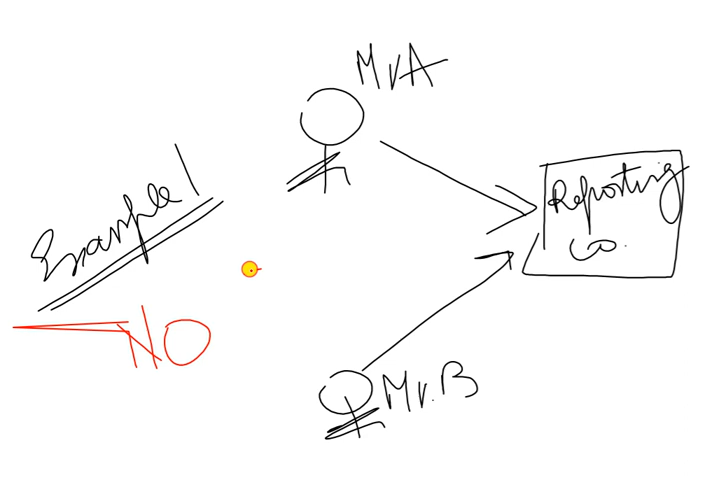 Mr A
Example 1
Reporting
co.
NO
Mr. B